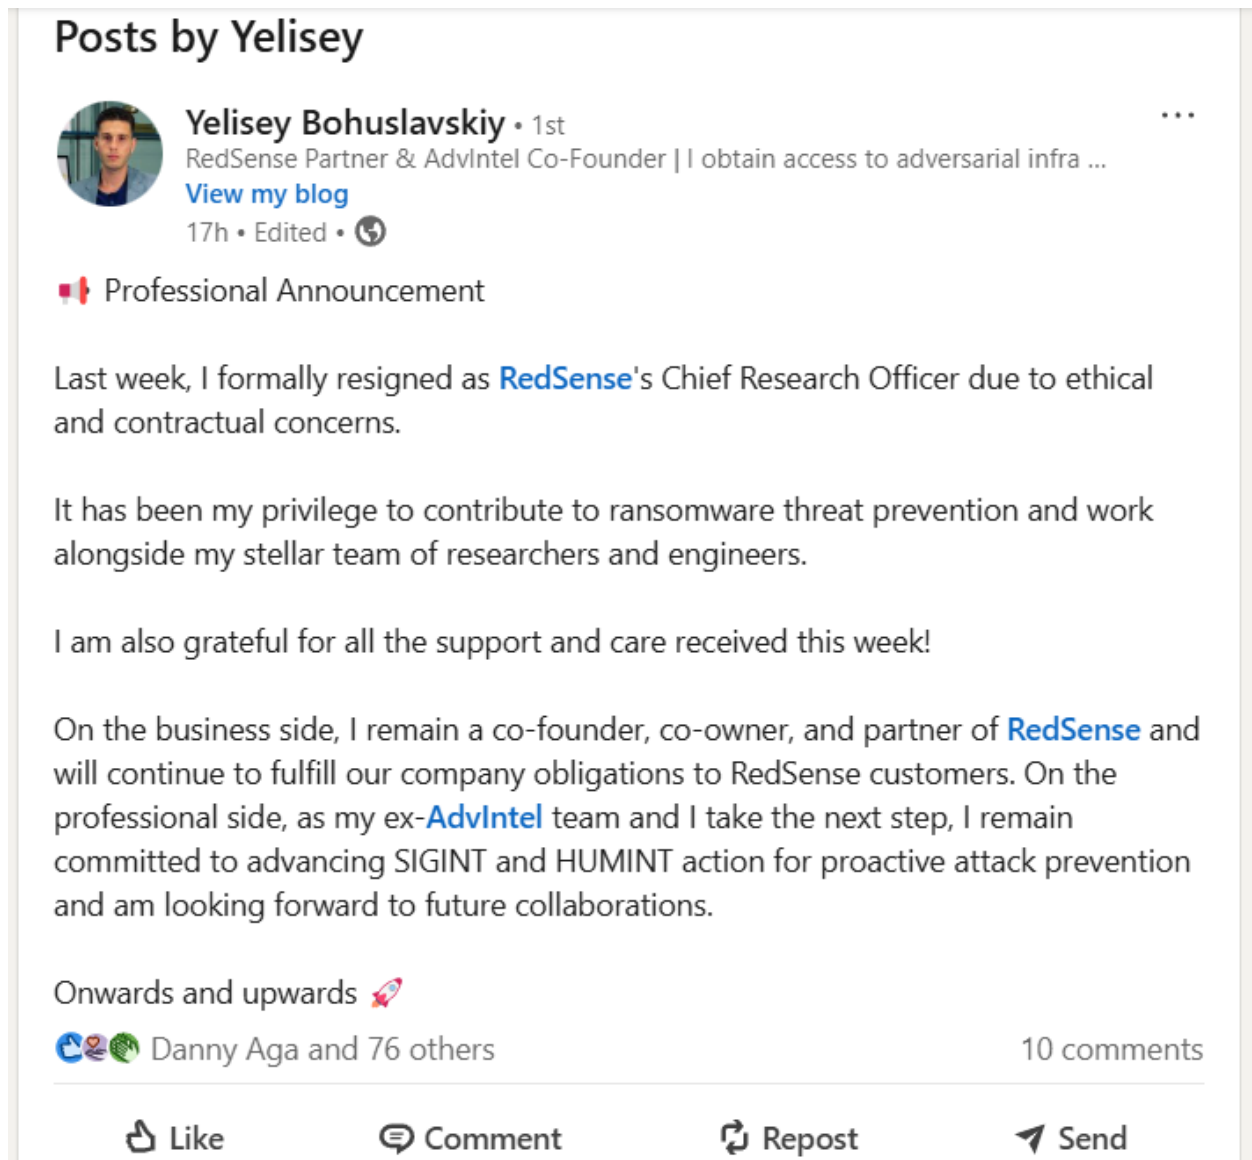 Posts by Yelisey
Yelisey Bohuslavskiy • 1st
RedSense Partner & AdvIntel Co-Founder | I obtain access to adversarial infra ...
View my blog
17h • Edited •
Professional Announcement
Last week, I formally resigned as RedSense's Chief Research Officer due to ethical
and contractual concerns.
It has been my privilege to contribute to ransomware threat prevention and work
alongside my stellar team of researchers and engineers.
I am also grateful for all the support and care received this week!
On the business side, I remain a co-founder, co-owner, and partner of RedSense and
will continue to fulfill our company obligations to RedSense customers. On the
professional side, as my ex-AdvIntel team and I take the next step, I remain
committed to advancing SIGINT and HUMINT action for proactive attack prevention
and am looking forward to future collaborations.
Onwards and upwards 🚀
Danny Aga and 76 others 10 comments
Like Comment Repost Send